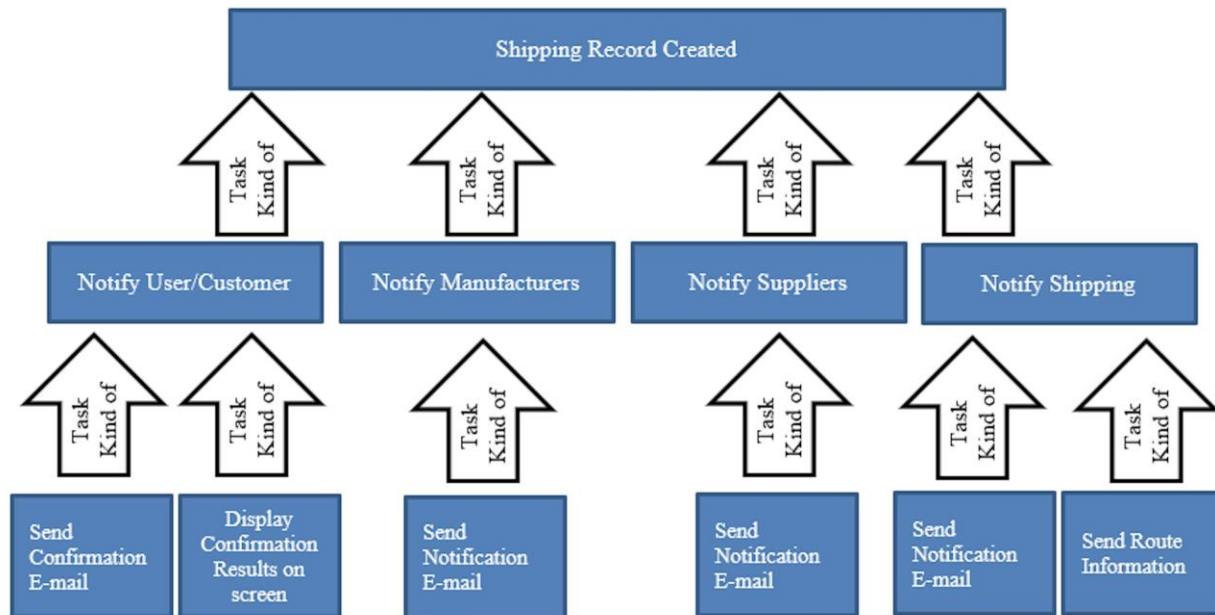 Shipping Record Created
Task
Kind of
Task
Kind of
Task
Kind of
Task
Kind of
Notify User/Customer
Notify Manufacturers
Notify Suppliers
Notify Shipping
Task
Kind of
Task
Kind of
Task
Kind of
Task
Kind of
Task
Kind of
Task
Kind of
Send
Confirmation
E-mail
Display
Confirmation
Results on
screen
Send
Notification
E-mail
Send
Notification
E-mail
Send
Notification
E-mail
Send Route
Information